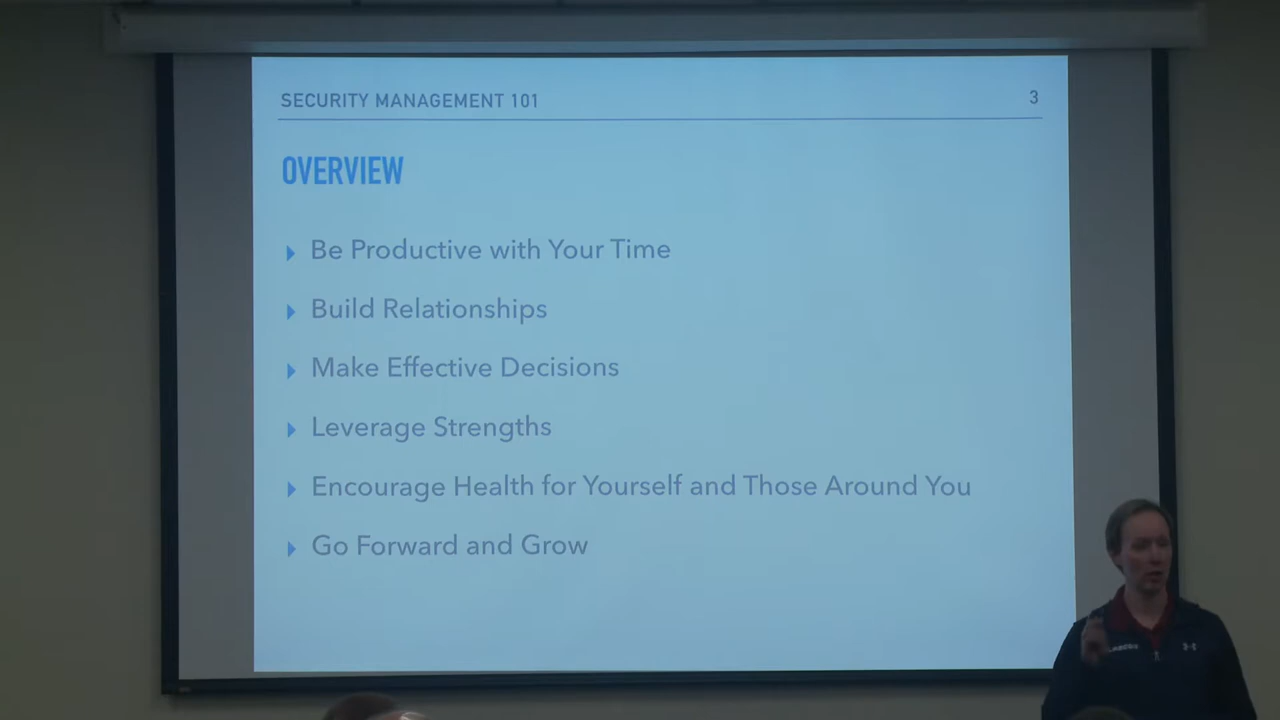 SECURITY MANAGEMENT 101
3
OVERVIEW
Be Productive with Your Time
Build Relationships
Make Effective Decisions
Leverage Strengths
Encourage Health for Yourself and Those Around You
Go Forward and Grow